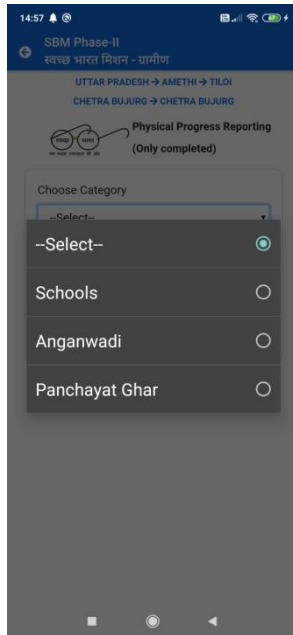 14:57
SBM Phase-II
स्वच्छ भारत मिशन - ग्रामीण
UTTAR PRADESH → AMETHI → TILOI
CHETRA BUJURG → CHETRA BUJURG
Physical Progress Reporting
(Only completed)
Choose Category
--Select--
--Select--
Schools
Anganwadi
Panchayat Ghar